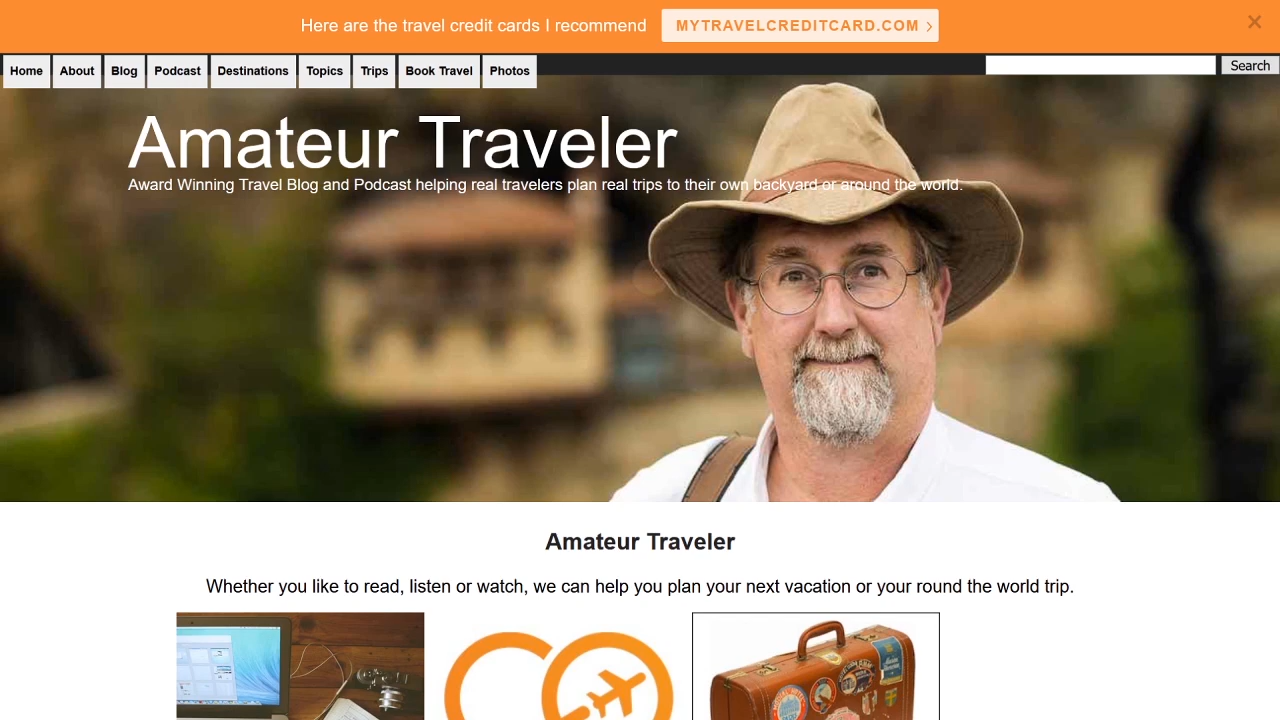 Here are the travel credit cards I recommend MYTRAVELCREDITCARD.COM › ×
Home About Blog Podcast Destinations Topics Trips Book Travel Photos Search
Amateur Traveler
Award Winning Travel Blog and Podcast helping real travelers plan real trips to their own backyard or around the world.
Amateur Traveler
Whether you like to read, listen or watch, we can help you plan your next vacation or your round the world trip.